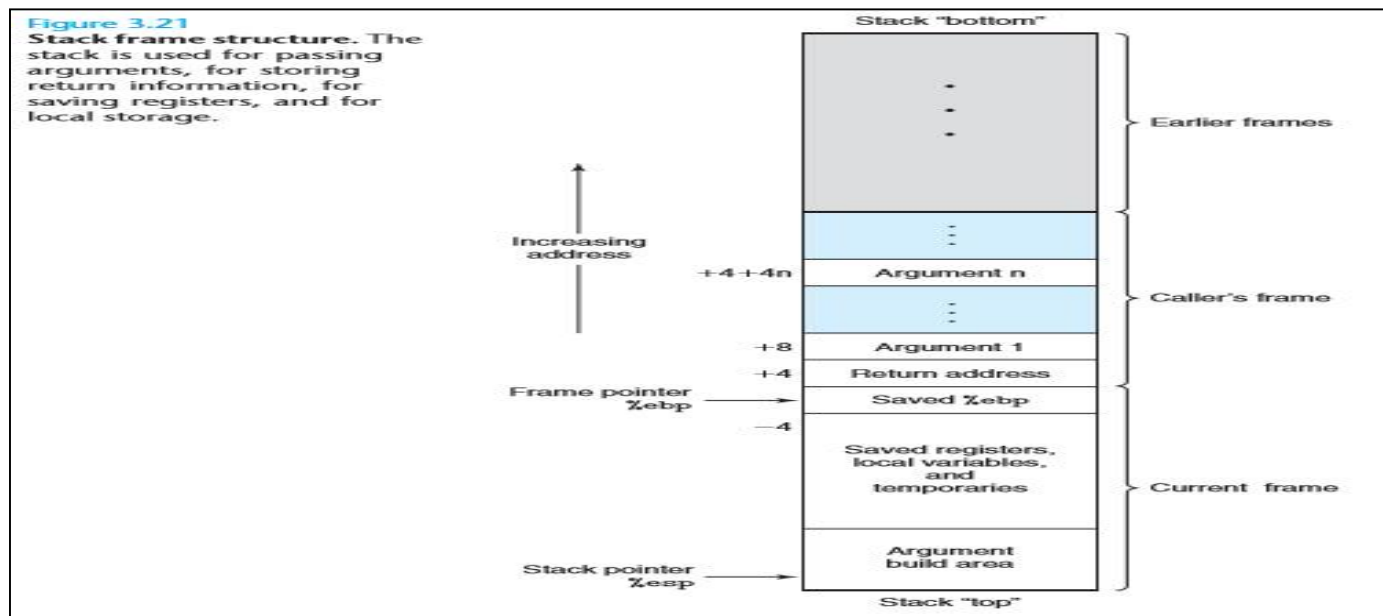 Figure 3.21
Stack frame structure. The
stack is used for passing
arguments, for storing
return information, for
saving registers, and for
local storage.
Stack "bottom"
Earlier frames
Increasing
address
+4+4n
Argument n
Caller's frame
+8
Argument 1
+4
Return address
Frame pointer
%ebp
Saved %ebp
−4
Saved registers,
local variables,
and
temporaries
Current frame
Argument
build area
Stack pointer
%esp
Stack "top"